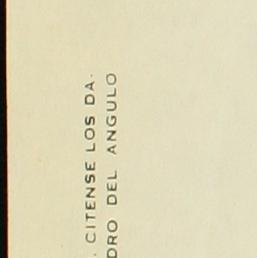 . CITENSE LOS DA-
DRO DEL ANGULO